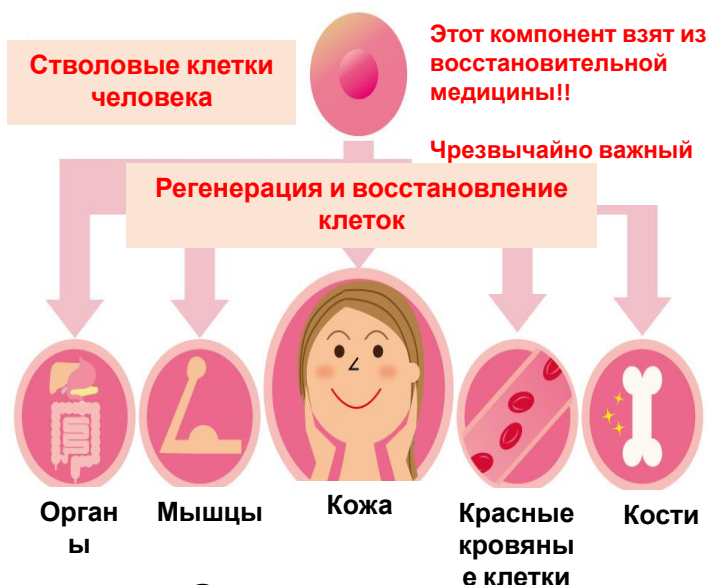 Стволовые клетки
человека
Этот компонент взят из
восстановительной
медицины!!
Чрезвычайно важный
Регенерация и восстановление
клеток
Орган
ы
Мышцы
Кожа
Красные
кровяны
е клетки
Кости